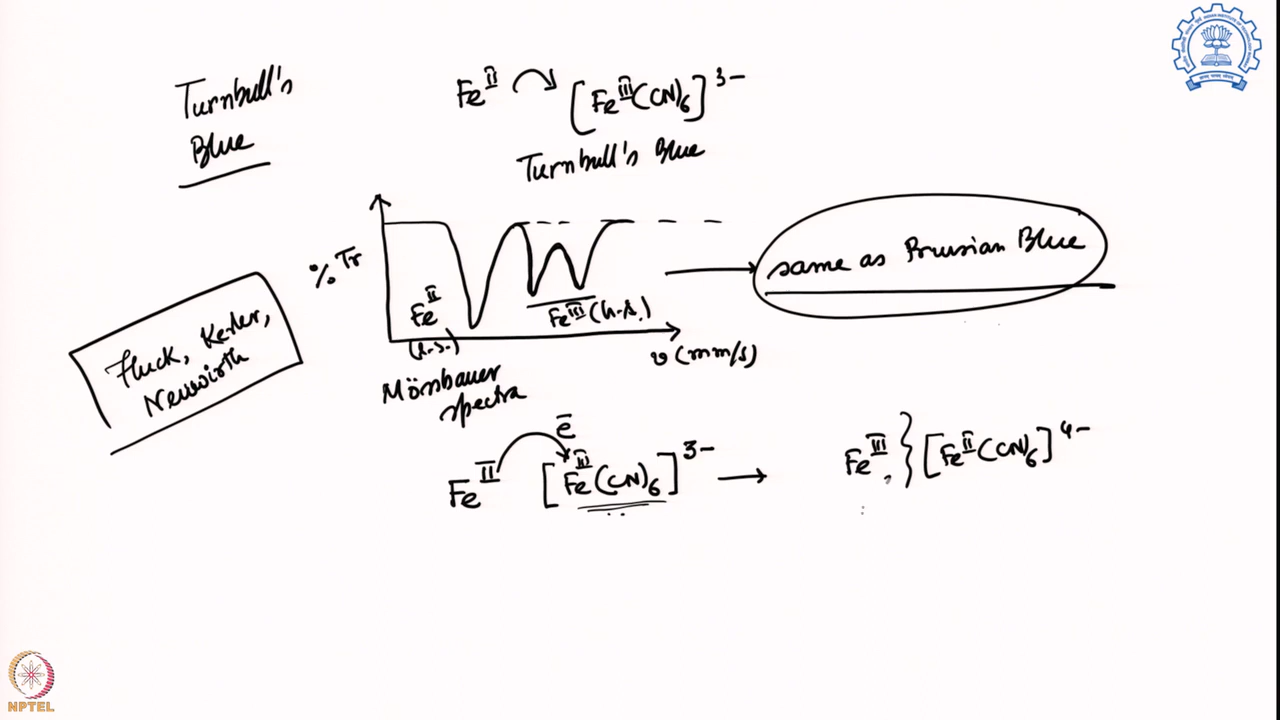 Turnbull's
Blue
Fe^II [Fe^III(CN)6]^3-
Turnbull's Blue
% Tr
Fe^II
(l.s.)
Fe^III (h.s.)
v (mm/s)
Mössbauer
spectra
same as Prussian Blue
Fluck, Kerler,
Neuwirth
ē
Fe^II [Fe^III(CN)6]^3- → Fe^III } [Fe^II(CN)6]^4-
NPTEL